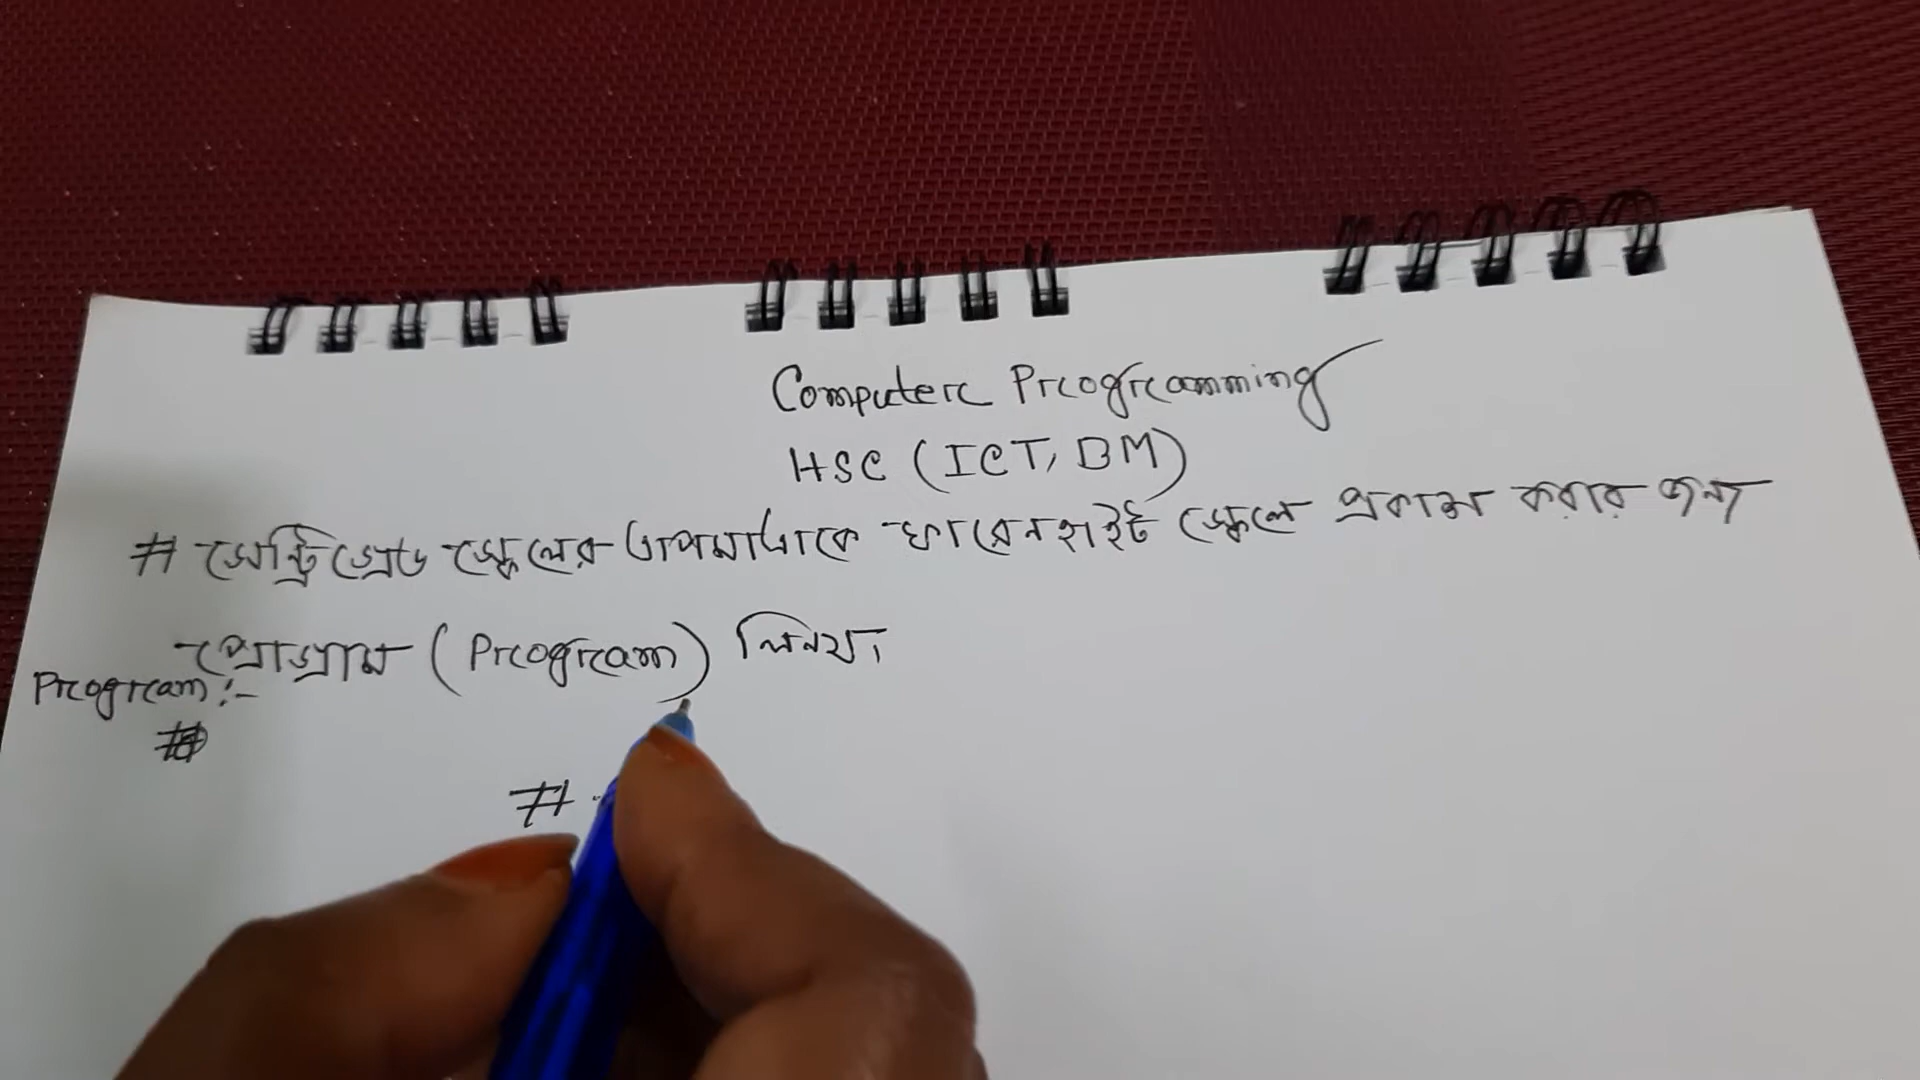 Computer Programming
HSC (ICT, BM)
# সেন্ট্রিগ্রেড স্কেলের তাপমাত্রাকে ফারেনহাইট স্কেলে প্রকাশ করার জন্য
প্রোগ্রাম (Program) লিখ।
Program :-
#